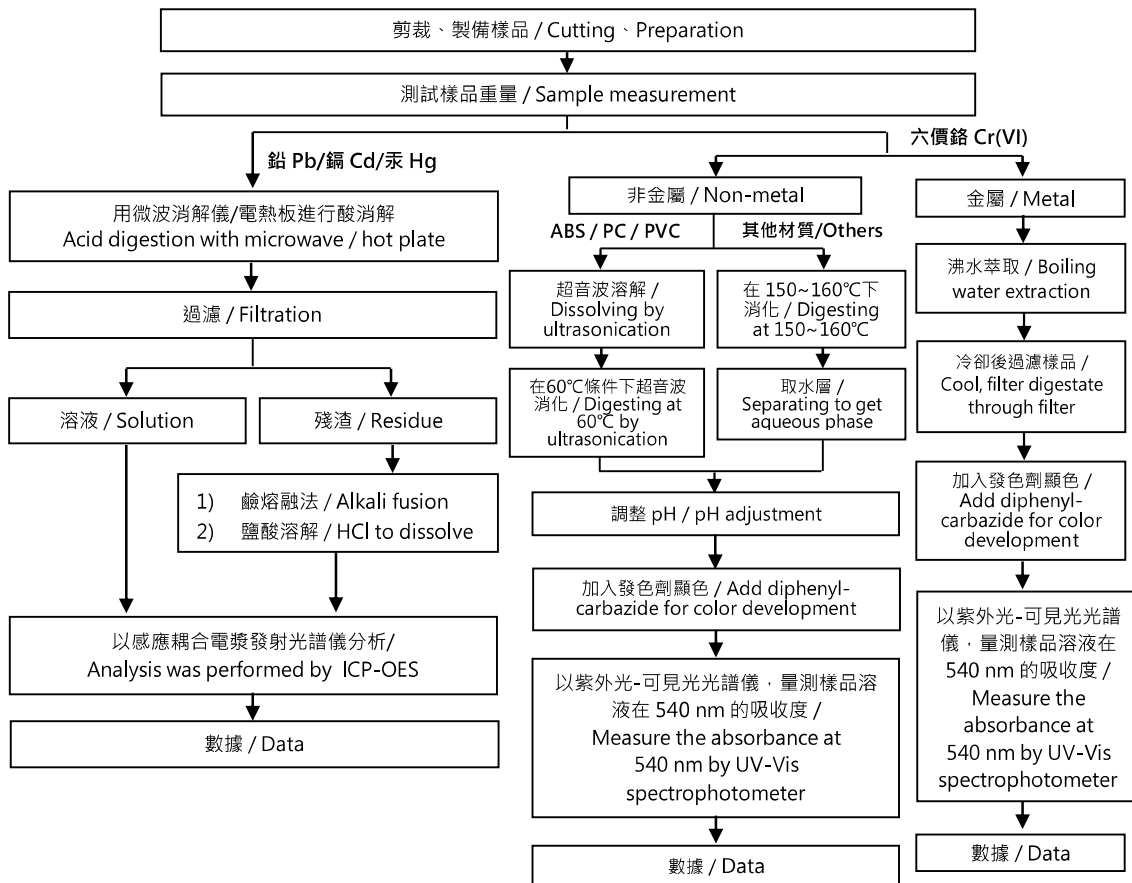 剪裁、製備樣品 / Cutting、Preparation
測試樣品重量 / Sample measurement
鉛 Pb/鎘 Cd/汞 Hg
用微波消解儀/電熱板進行酸消解
Acid digestion with microwave / hot plate
過濾 / Filtration
溶液 / Solution
殘渣 / Residue
1) 鹼熔融法 / Alkali fusion
2) 鹽酸溶解 / HCl to dissolve
以感應耦合電漿發射光譜儀分析/
Analysis was performed by ICP-OES
數據 / Data
六價鉻 Cr(VI)
非金屬 / Non-metal
ABS / PC / PVC
超音波溶解 /
Dissolving by
ultrasonication
在60℃條件下超音波
消化 / Digesting at
60℃ by
ultrasonication
其他材質/Others
在 150~160℃下
消化 / Digesting
at 150~160℃
取水層 /
Separating to get
aqueous phase
調整 pH / pH adjustment
加入發色劑顯色 / Add diphenyl-
carbazide for color development
以紫外光-可見光光譜儀，量測樣品溶
液在 540 nm 的吸收度 /
Measure the absorbance at
540 nm by UV-Vis
spectrophotometer
數據 / Data
金屬 / Metal
沸水萃取 / Boiling
water extraction
冷卻後過濾樣品 /
Cool, filter digestate
through filter
加入發色劑顯色 /
Add diphenyl-
carbazide for color
development
以紫外光-可見光光譜
儀，量測樣品溶液在
540 nm 的吸收度 /
Measure the
absorbance at
540 nm by UV-Vis
spectrophotometer
數據 / Data